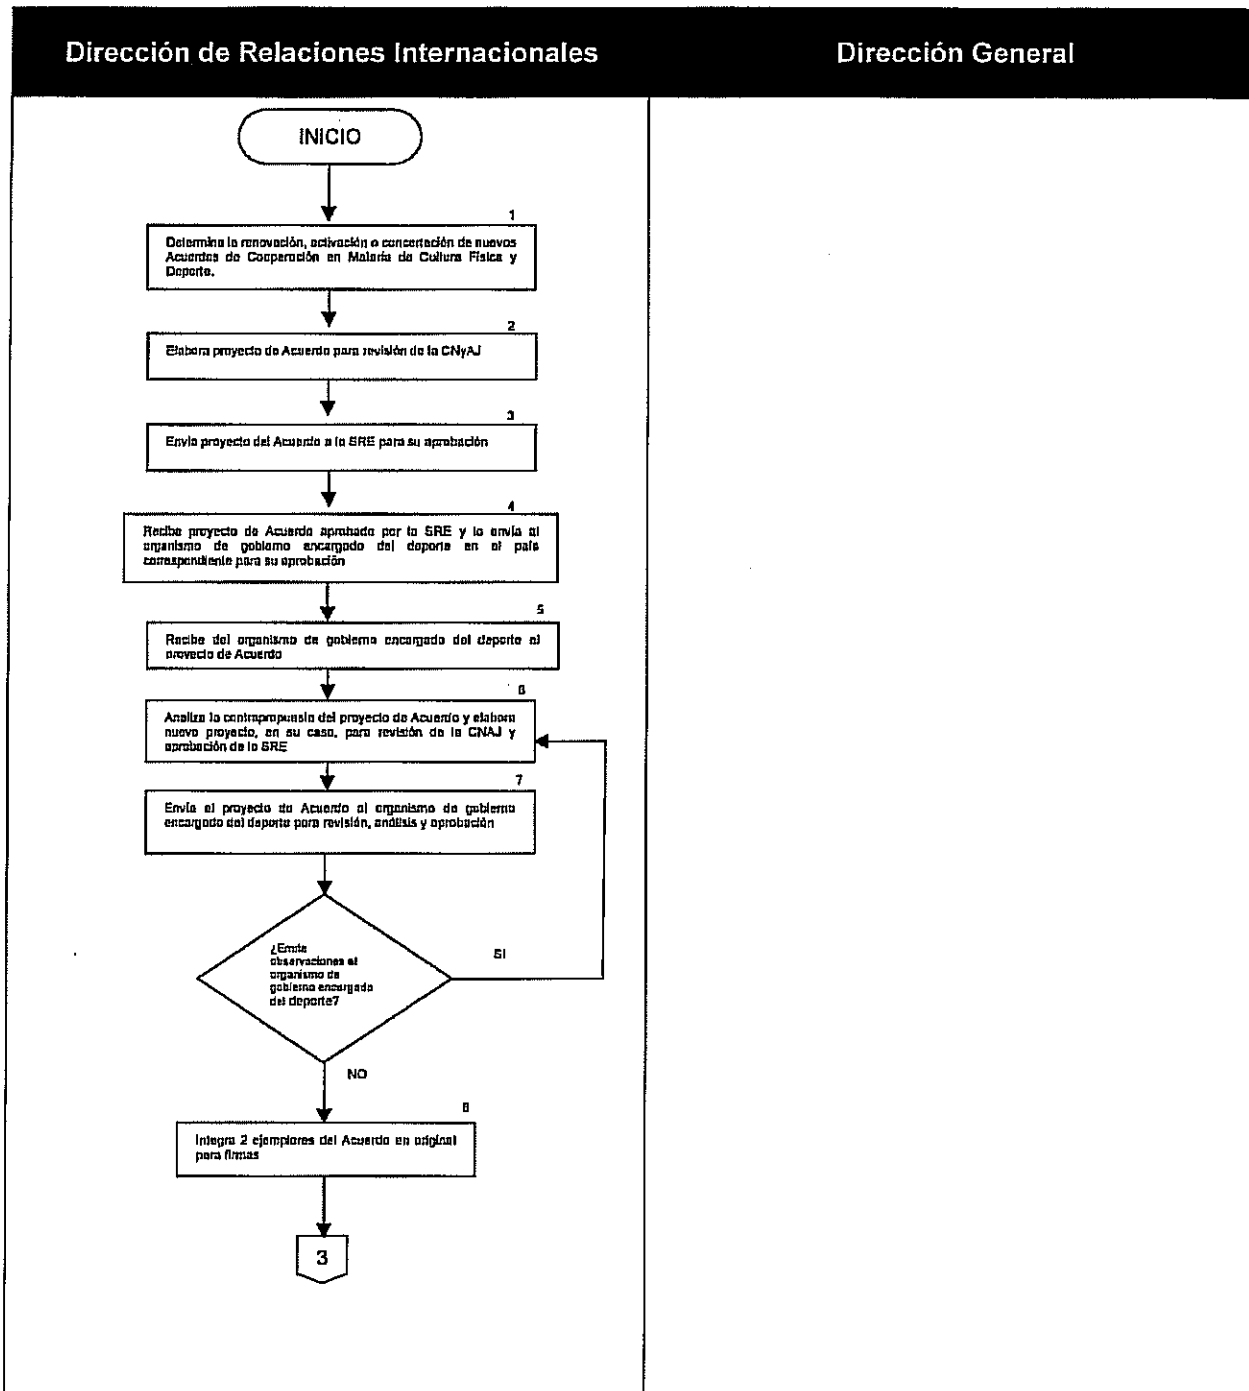 Dirección de Relaciones Internacionales
Dirección General
INICIO
1
Determina la renovación, activación o concertación de nuevos
Acuerdos de Cooperación en Materia de Cultura Física y
Deporte.
2
Elabora proyecto de Acuerdo para revisión de la CNyAJ
3
Envía proyecto del Acuerdo a la SRE para su aprobación
4
Recibe proyecto de Acuerdo aprobado por la SRE y lo envía al
organismo de gobierno encargado del deporte en el país
correspondiente para su aprobación
5
Recibe del organismo de gobierno encargado del deporte el
proyecto de Acuerdo
6
Analiza la contrapropuesta del proyecto de Acuerdo y elabora
nuevo proyecto, en su caso, para revisión de la CNAJ y
aprobación de la SRE
7
Envía el proyecto de Acuerdo al organismo de gobierno
encargado del deporte para revisión, análisis y aprobación
¿Emite
observaciones el
organismo de
gobierno encargado
del deporte?
SI
NO
8
Integra 2 ejemplares del Acuerdo en original
para firmas
3